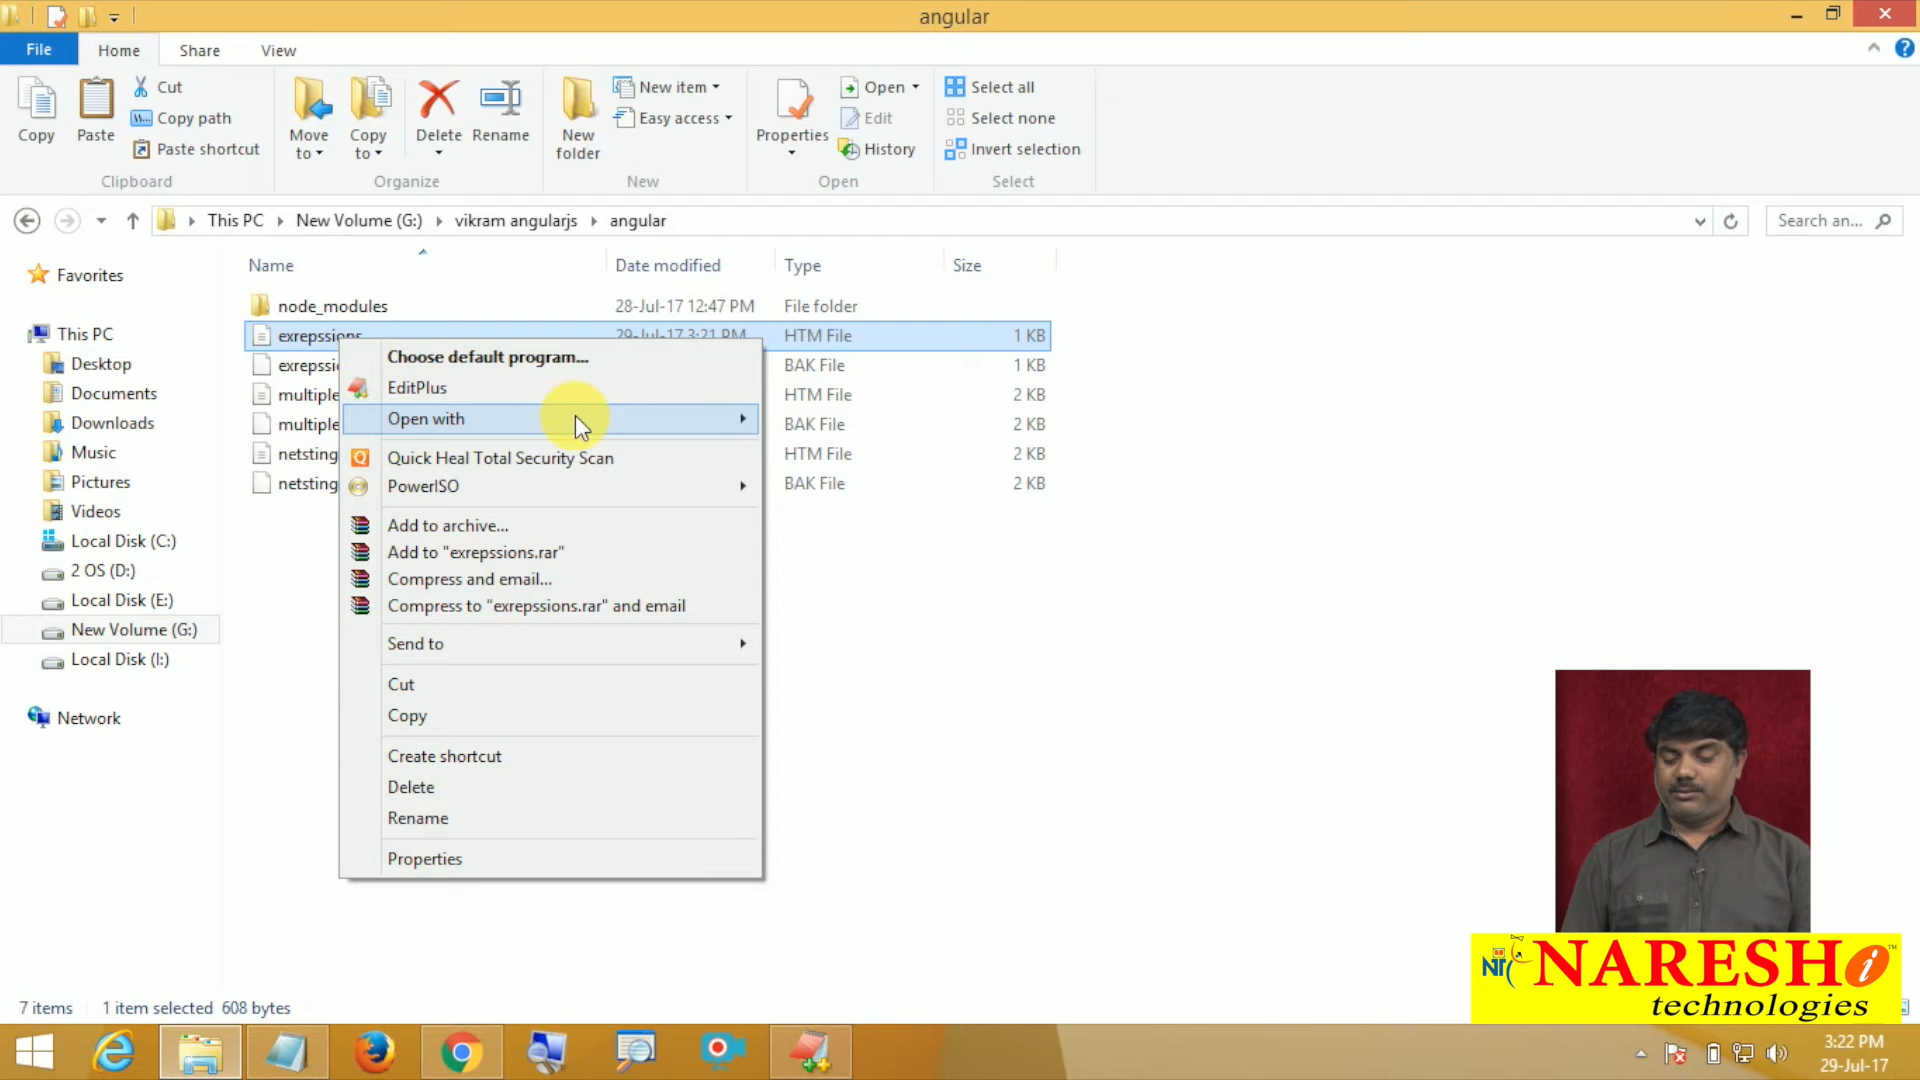 angular
File Home Share View
Copy
Paste
Cut
Copy path
Paste shortcut
Clipboard
Move to
Copy to
Delete
Rename
Organize
New folder
New item
Easy access
New
Properties
Open
Edit
History
Open
Select all
Select none
Invert selection
Select
This PC New Volume (G:) vikram angularjs angular
Search an...
Favorites
This PC
Desktop
Documents
Downloads
Music
Pictures
Videos
Local Disk (C:)
2 OS (D:)
Local Disk (E:)
New Volume (G:)
Local Disk (I:)
Network
Name Date modified Type Size
node_modules 28-Jul-17 12:47 PM File folder
exrepssions 29-Jul-17 3:21 PM HTM File 1 KB
exrepssi BAK File 1 KB
multiple HTM File 2 KB
multiple BAK File 2 KB
netsting HTM File 2 KB
netsting BAK File 2 KB
Choose default program...
EditPlus
Open with
Quick Heal Total Security Scan
PowerISO
Add to archive...
Add to "exrepssions.rar"
Compress and email...
Compress to "exrepssions.rar" and email
Send to
Cut
Copy
Create shortcut
Delete
Rename
Properties
NARESH i ™
technologies
7 items 1 item selected 608 bytes
3:22 PM
29-Jul-17